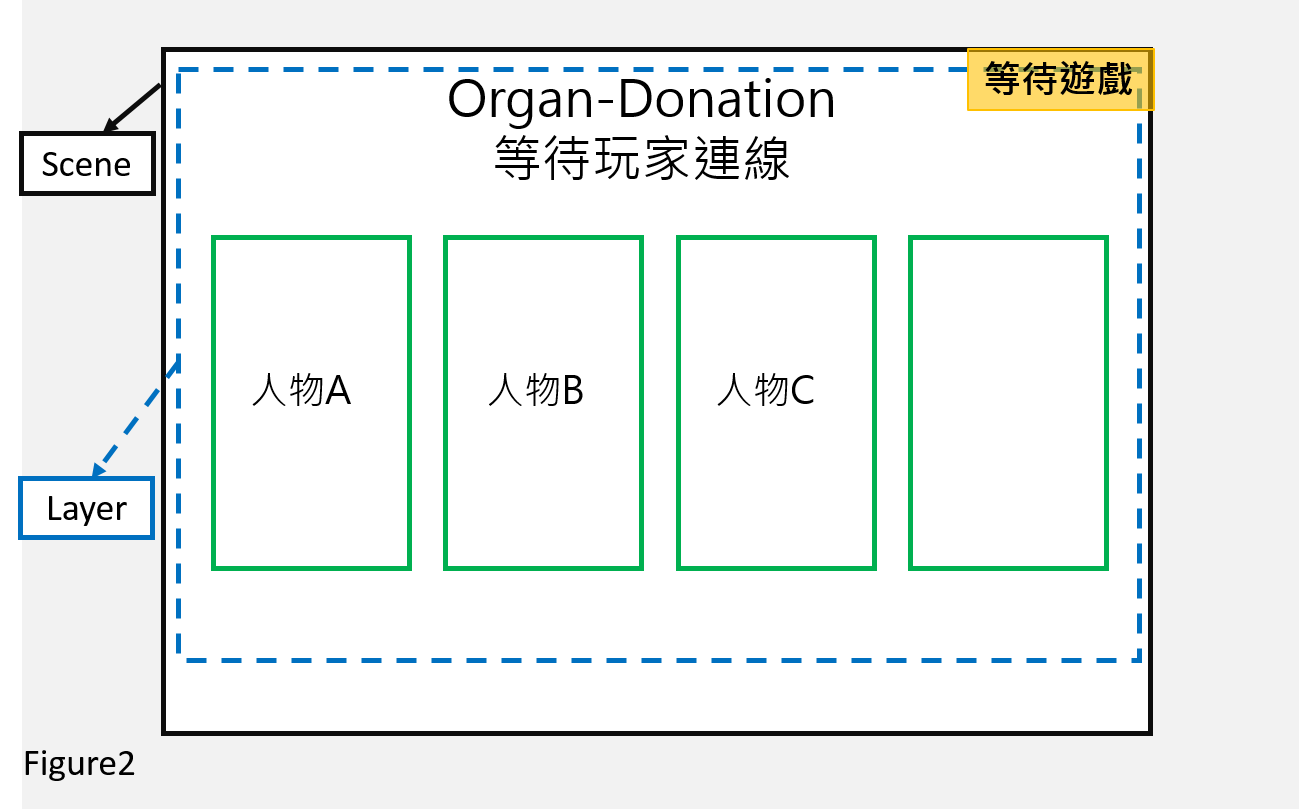 等待遊戲
Organ-Donation
等待玩家連線
Scene
人物A
人物B
人物C
Layer
Figure2